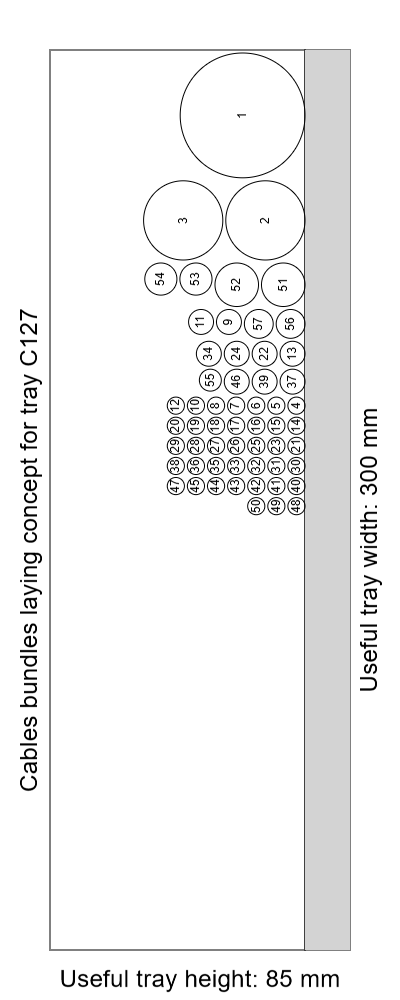 Cables bundles laying concept for tray C127
1
3 2
54 53 52 51
11 9 57 56
34 24 22 13
55 46 39 37
12 10 8 7 6 5 4
20 19 18 17 16 15 14
29 28 27 26 25 23 21
38 36 35 33 32 31 30
47 45 44 43 42 41 40
50 49 48
Useful tray width: 300 mm
Useful tray height: 85 mm